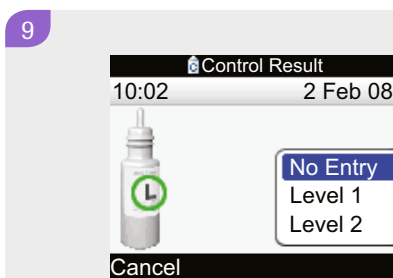 9
Control Result
10:02 2 Feb 08
L
No Entry
Level 1
Level 2
Cancel